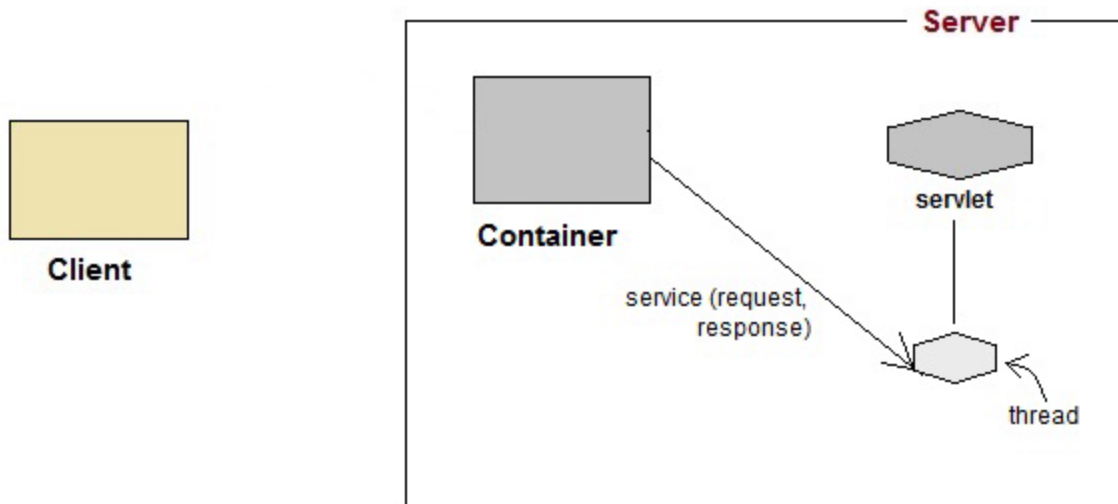 Server
Client
Container
servlet
service (request,
response)
thread